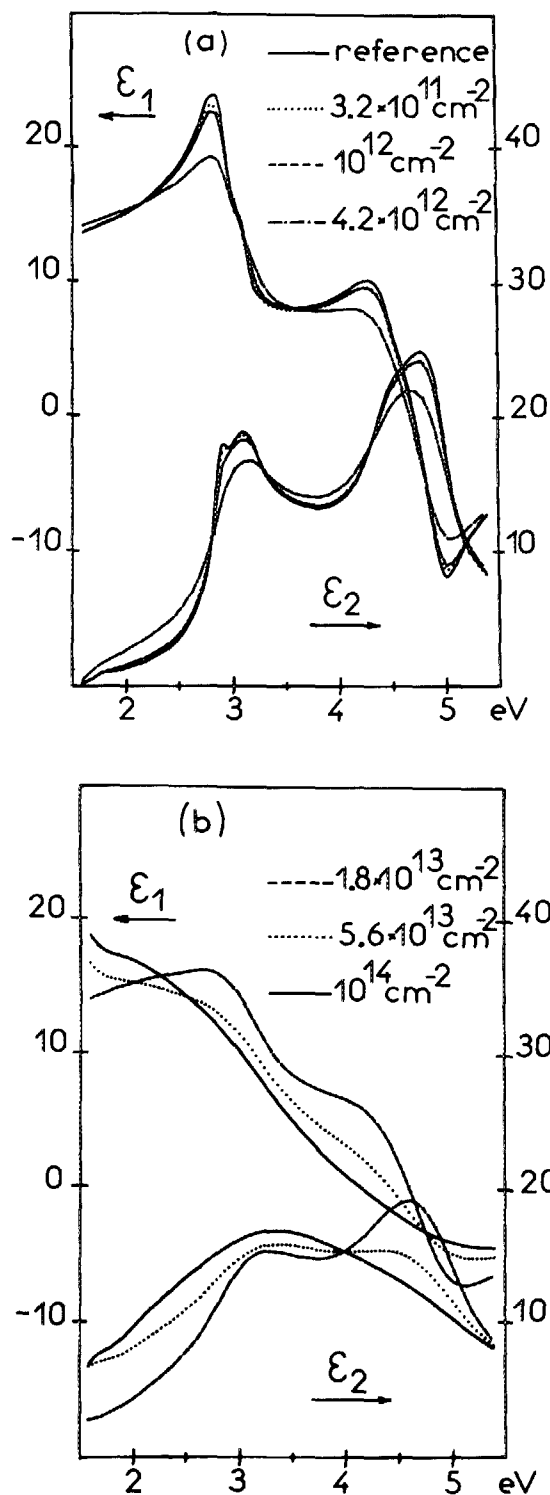 (a)
reference
ε₁
3.2×10¹¹cm⁻²
20
40
10¹²cm⁻²
4.2×10¹²cm⁻²
10
30
0
20
-10
10
ε₂
2 3 4 5 eV
(b)
1.8×10¹³cm⁻²
ε₁
20
40
5.6×10¹³cm⁻²
10¹⁴cm⁻²
10
30
0
20
-10
10
ε₂
2 3 4 5 eV